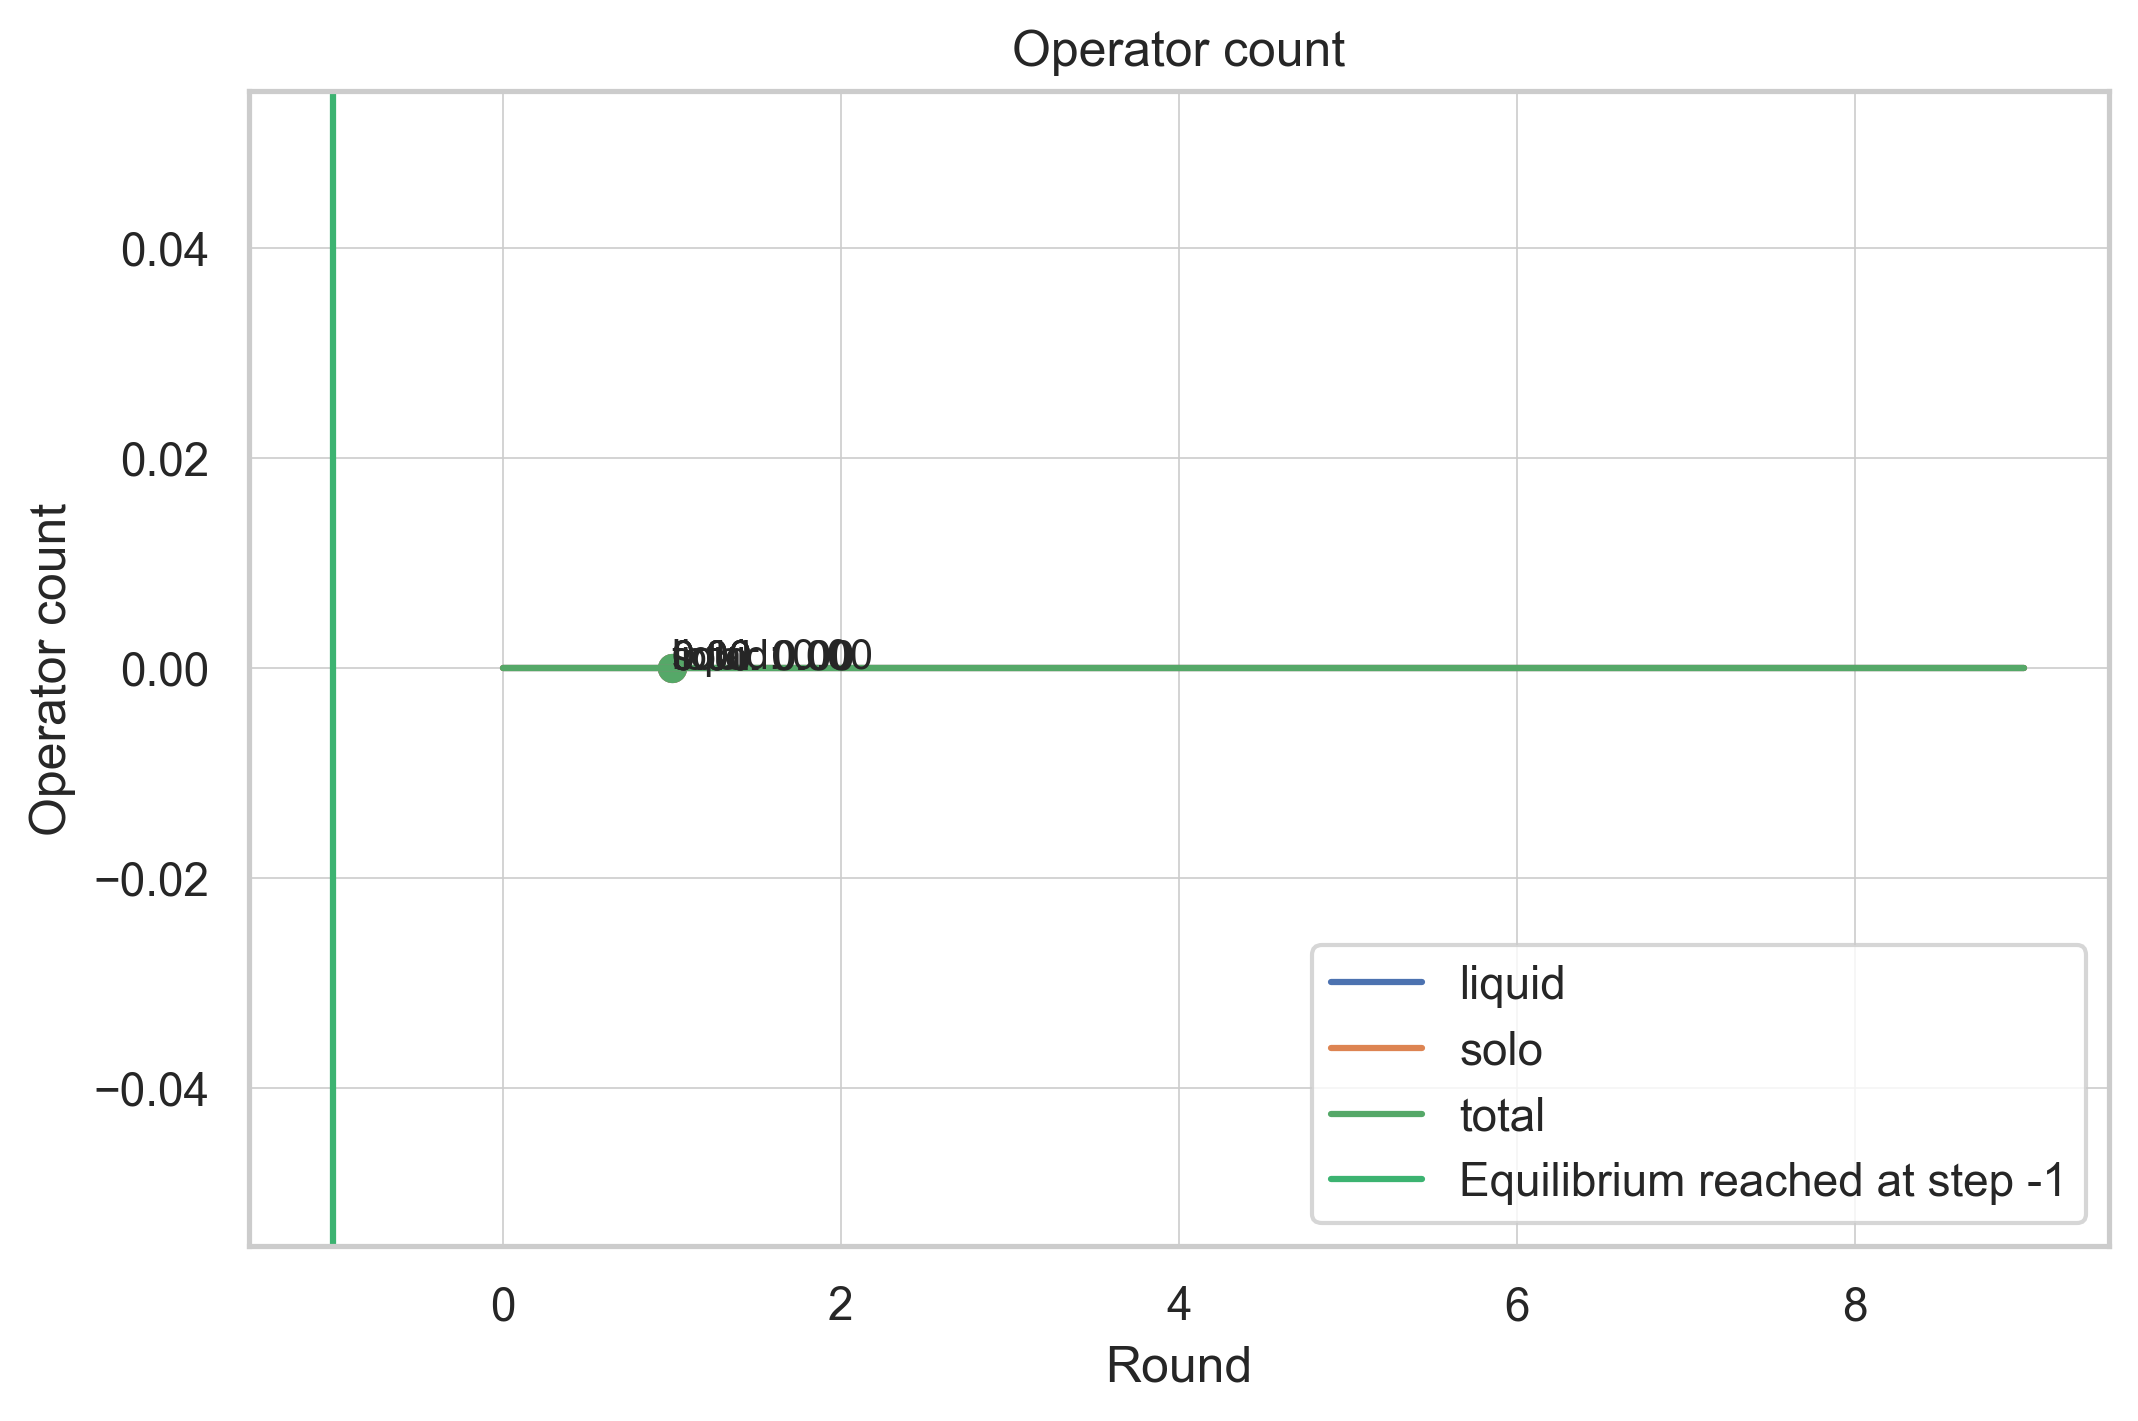 Operator count
Operator count
0.04
0.02
0.00
−0.02
−0.04
liquid
solo
total
Equilibrium reached at step -1
0 2 4 6 8
Round